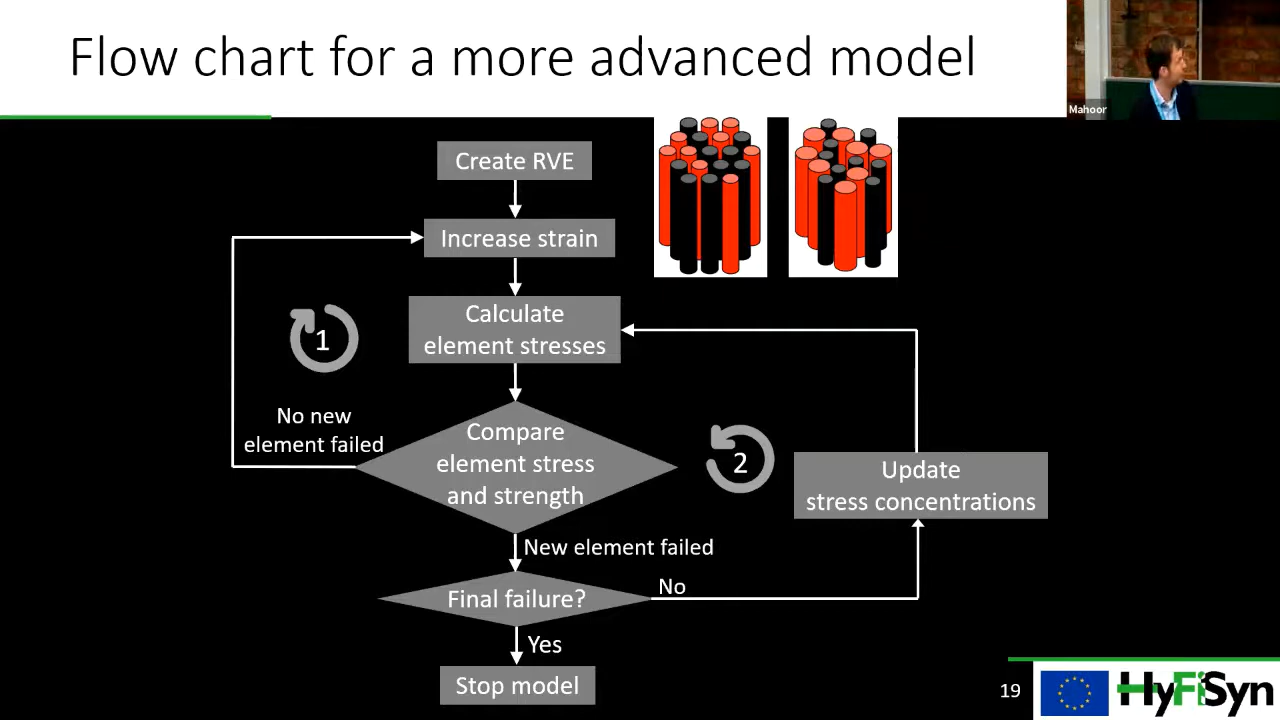 Flow chart for a more advanced model
Mahoor
Create RVE
Increase strain
Calculate
element stresses
1
No new
element failed
Compare
element stress
and strength
2
Update
stress concentrations
New element failed
Final failure?
No
Yes
Stop model
19
HyFiSyn